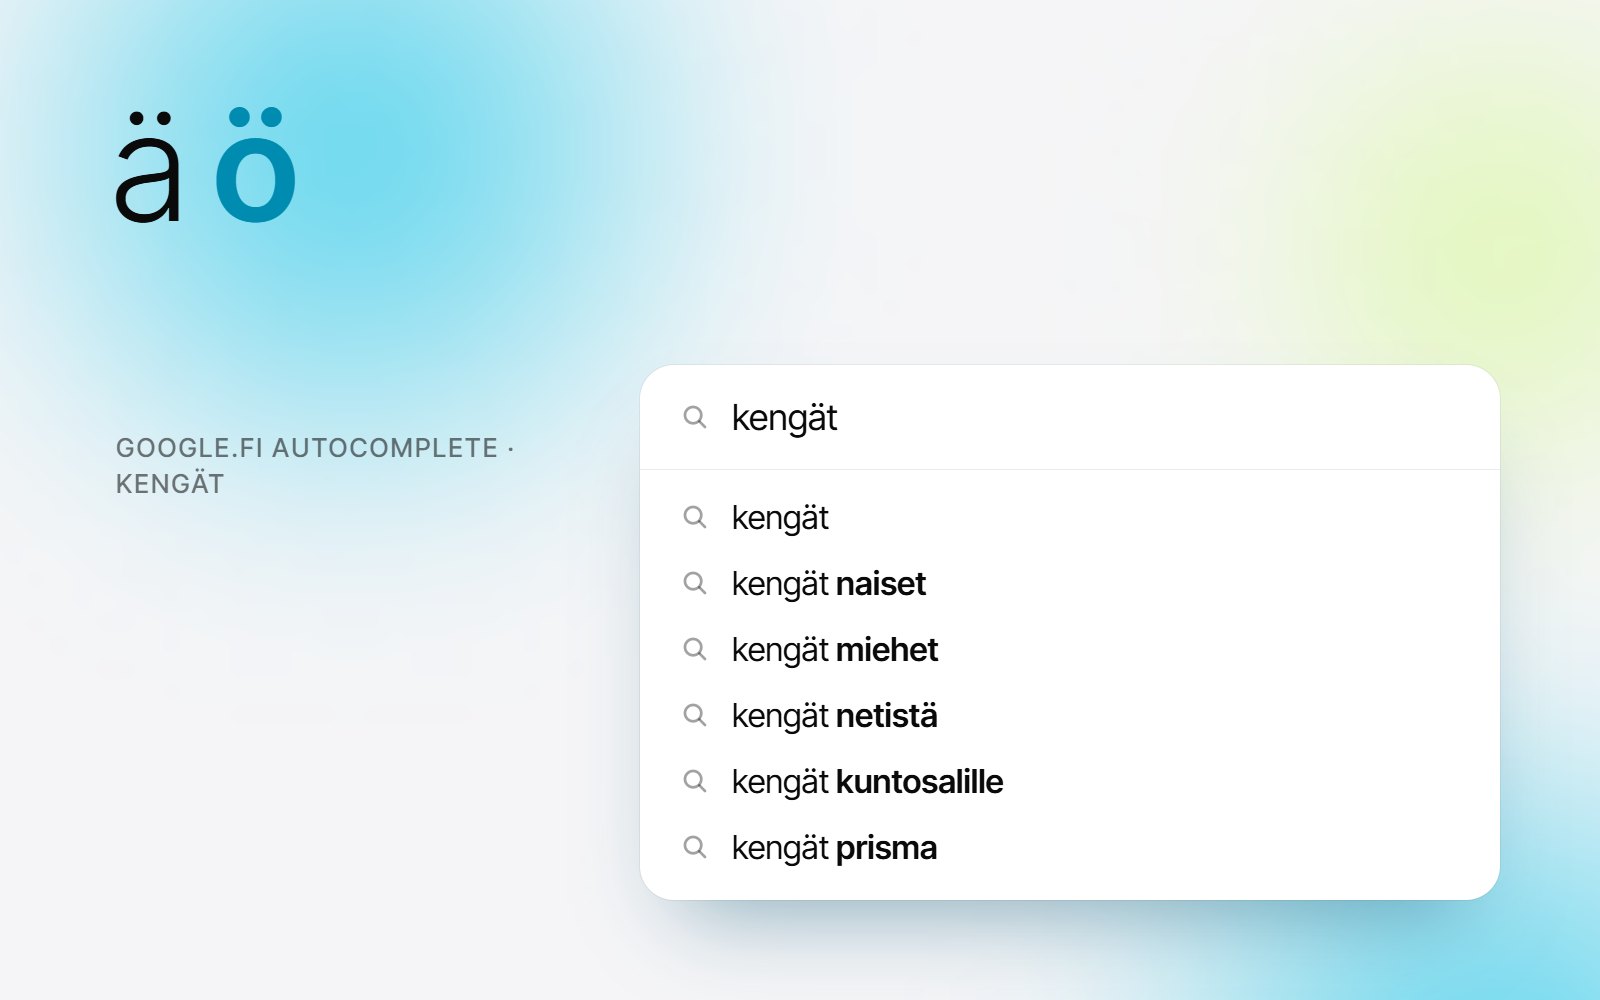 ä ö
GOOGLE.FI AUTOCOMPLETE ·
KENGÄT
kengät
kengät
kengät naiset
kengät miehet
kengät netistä
kengät kuntosalille
kengät prisma